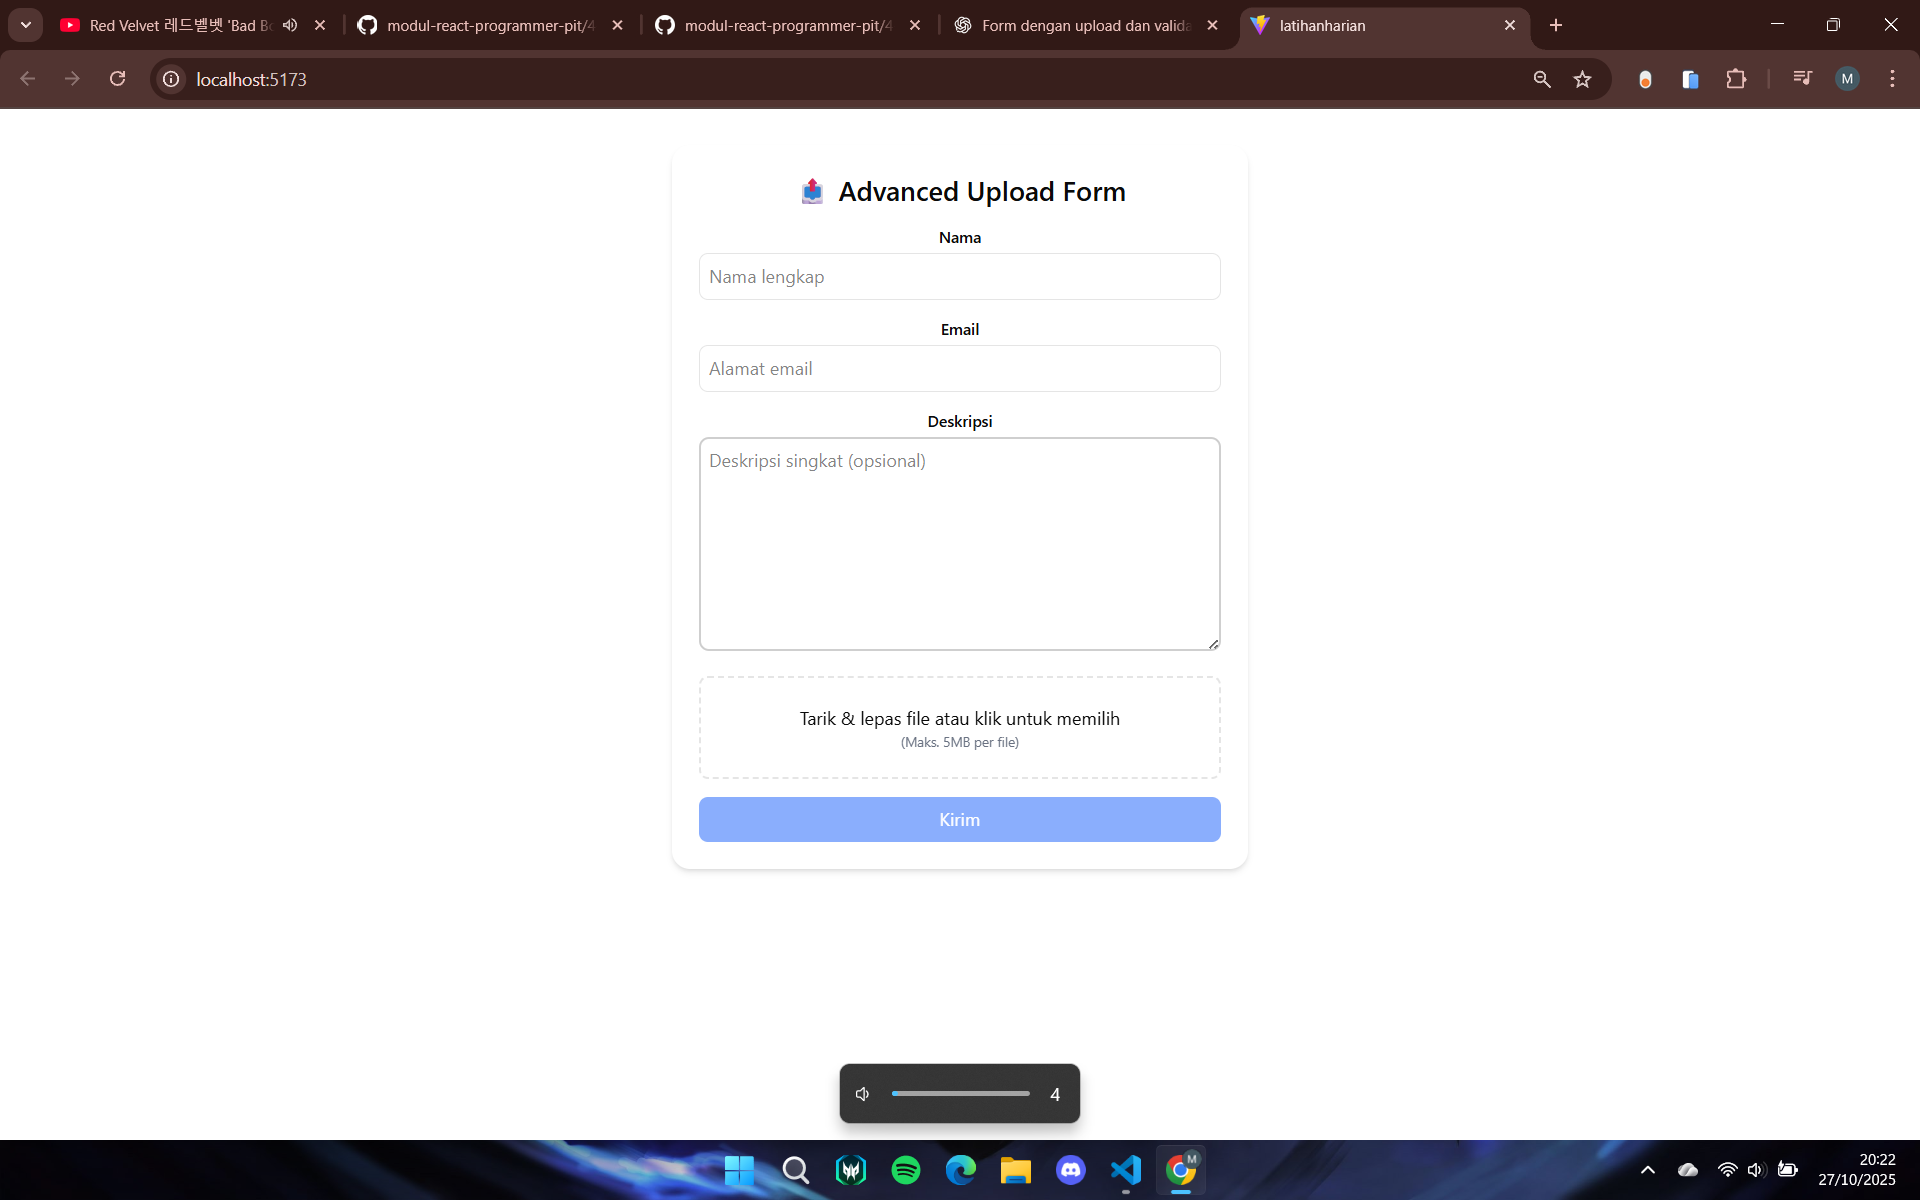 Red Velvet 레드벨벳 'Bad Bo
modul-react-programmer-pit/4
modul-react-programmer-pit/4
Form dengan upload dan valida
latihanharian
localhost:5173
M
Advanced Upload Form
Nama
Nama lengkap
Email
Alamat email
Deskripsi
Deskripsi singkat (opsional)
Tarik & lepas file atau klik untuk memilih
(Maks. 5MB per file)
Kirim
4
M
20:22
27/10/2025